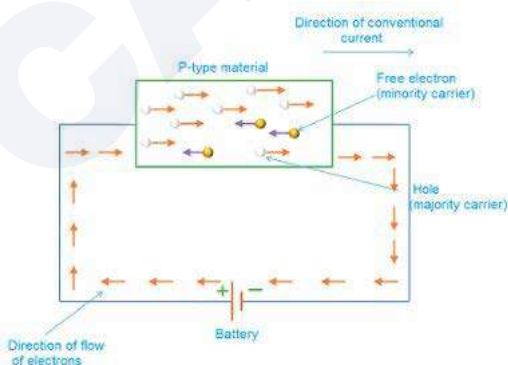 Direction of conventional
current
P-type material
Free electron
(minority carrier)
Hole
(majority carrier)
+
−
Battery
Direction of flow
of electrons